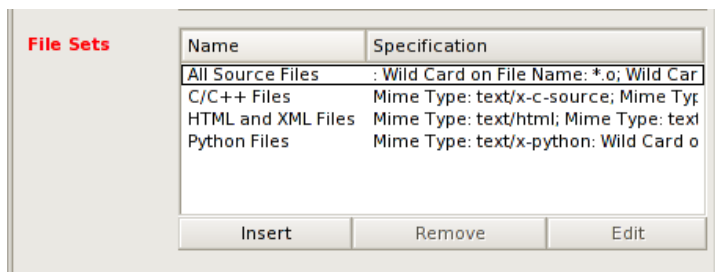 File Sets
Name Specification
All Source Files : Wild Card on File Name: *.o; Wild Car
C/C++ Files Mime Type: text/x-c-source; Mime Typ
HTML and XML Files Mime Type: text/html; Mime Type: text
Python Files Mime Type: text/x-python: Wild Card o
Insert Remove Edit